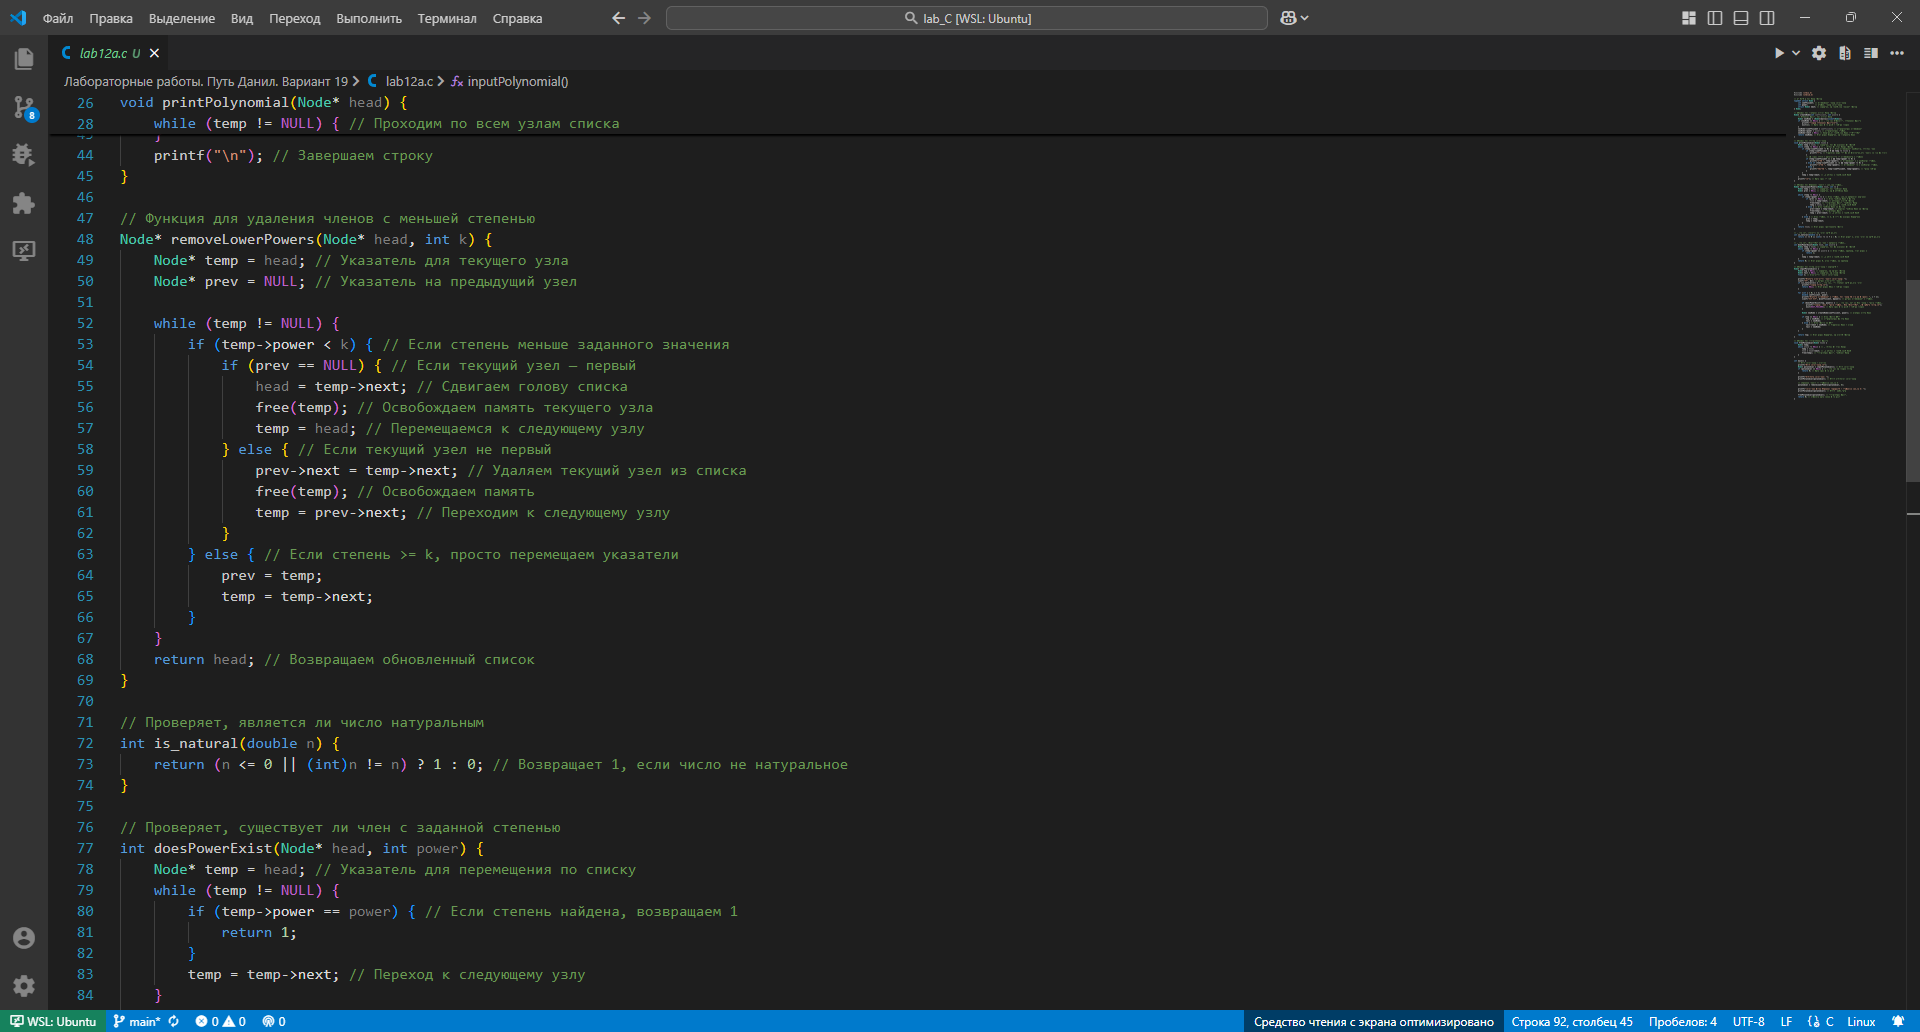 Файл Правка Выделение Вид Переход Выполнить Терминал Справка
lab_C [WSL: Ubuntu]
lab12a.c U
Лабораторные работы. Путь Данил. Вариант 19 > lab12a.c > inputPolynomial()
26 void printPolynomial(Node* head) {
28 while (temp != NULL) { // Проходим по всем узлам списка
44 printf("\n"); // Завершаем строку
45 }
46
47 // Функция для удаления членов с меньшей степенью
48 Node* removeLowerPowers(Node* head, int k) {
49 Node* temp = head; // Указатель для текущего узла
50 Node* prev = NULL; // Указатель на предыдущий узел
51
52 while (temp != NULL) {
53 if (temp->power < k) { // Если степень меньше заданного значения
54 if (prev == NULL) { // Если текущий узел — первый
55 head = temp->next; // Сдвигаем голову списка
56 free(temp); // Освобождаем память текущего узла
57 temp = head; // Перемещаемся к следующему узлу
58 } else { // Если текущий узел не первый
59 prev->next = temp->next; // Удаляем текущий узел из списка
60 free(temp); // Освобождаем память
61 temp = prev->next; // Переходим к следующему узлу
62 }
63 } else { // Если степень >= k, просто перемещаем указатели
64 prev = temp;
65 temp = temp->next;
66 }
67 }
68 return head; // Возвращаем обновленный список
69 }
70
71 // Проверяет, является ли число натуральным
72 int is_natural(double n) {
73 return (n <= 0 || (int)n != n) ? 1 : 0; // Возвращает 1, если число не натуральное
74 }
75
76 // Проверяет, существует ли член с заданной степенью
77 int doesPowerExist(Node* head, int power) {
78 Node* temp = head; // Указатель для перемещения по списку
79 while (temp != NULL) {
80 if (temp->power == power) { // Если степень найдена, возвращаем 1
81 return 1;
82 }
83 temp = temp->next; // Переход к следующему узлу
84 }
8
WSL: Ubuntu main* 0 0 0 Средство чтения с экрана оптимизировано Строка 92, столбец 45 Пробелов: 4 UTF-8 LF {} C Linux